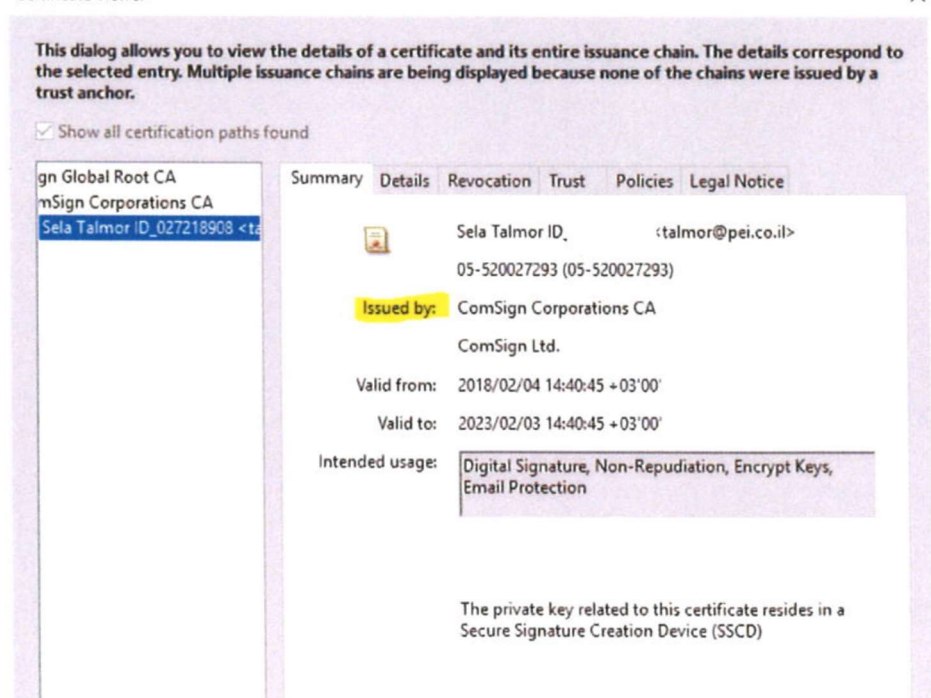 This dialog allows you to view the details of a certificate and its entire issuance chain. The details correspond to
the selected entry. Multiple issuance chains are being displayed because none of the chains were issued by a
trust anchor.
Show all certification paths found
gn Global Root CA
mSign Corporations CA
Sela Talmor ID_027218908 <ta
Summary Details Revocation Trust Policies Legal Notice
Sela Talmor ID_ <talmor@pei.co.il>
05-520027293 (05-520027293)
Issued by: ComSign Corporations CA
ComSign Ltd.
Valid from: 2018/02/04 14:40:45 +03'00'
Valid to: 2023/02/03 14:40:45 +03'00'
Intended usage: Digital Signature, Non-Repudiation, Encrypt Keys,
Email Protection
The private key related to this certificate resides in a
Secure Signature Creation Device (SSCD)